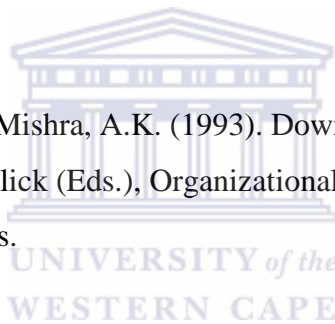 Mishra, A.K. (1993). Dow
lick (Eds.), Organizational
s.
UNIVERSITY of the
WESTERN CAPE